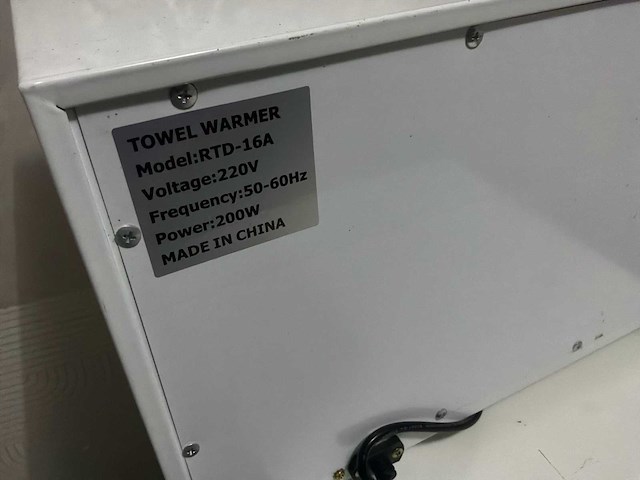 TOWEL WARMER
Model:RTD-16A
Voltage:220V
Frequency:50-60Hz
Power:200W
MADE IN CHINA